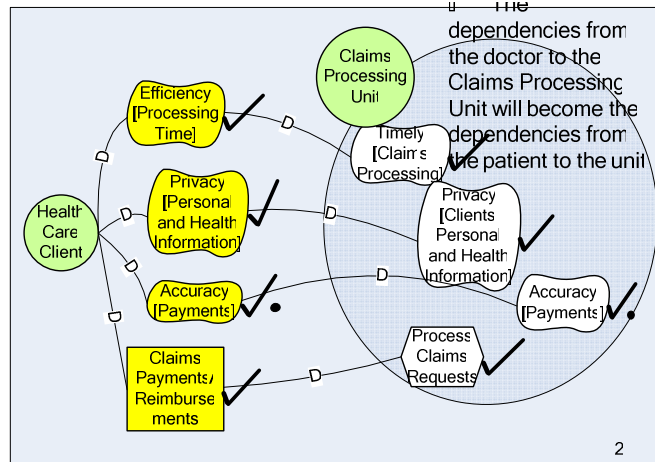 The
dependencies from
the doctor to the
Claims Processing
Unit will become the
dependencies from
the patient to the unit
Claims
Processing
Unit
Efficiency
[Processing
Time]
D
D
Timely
[Claims
Processing]
Privacy
[Personal
and Health
Information]
D
D
Privacy
[Clients
Personal
and Health
Information]
Health
Care
Client
D
Accuracy
[Payments]
D
Accuracy
[Payments]
D
Claims
Payments/
Reimburse
ments
D
Process
Claims
Requests
2